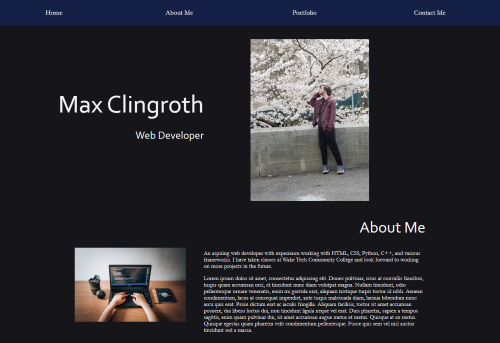 Home
About Me
Portfolio
Contact Me
Max Clingroth
Web Developer
About Me
An aspiring web developer with experience working with HTML, CSS, Python, C++, and various
frameworks. I have taken classes at Wake Tech Community College and look forward to working
on more projects in the future.
Lorem ipsum dolor sit amet, consectetur adipiscing elit. Donec pulvinar, risus at convallis faucibus,
turpis quam accumsan orci, et tincidunt nunc diam volutpat magna. Nullam tincidunt, odio
pellentesque ornare venenatis, enim mi gravida erat, aliquam tristique turpis tortor id nibh. Aenean
condimentum, lacus at consequat imperdiet, ante turpis malesuada diam, lacinia bibendum nunc
arcu quis erat. Fusce dictum erat ac iaculis fringilla. Aliquam facilisis, tortor sit amet accumsan
posuere, dui libero luctus dui, non tincidunt ligula neque vel erat. Duis pharetra, sapien a tempus
sagittis, enim quam pulvinar dui, sit amet accumsan augue metus et metus. Quisque at ex metus.
Quisque egestas quam pharetra velit condimentum pellentesque. Fusce quis sem vel nisl auctor
tincidunt sed a massa.